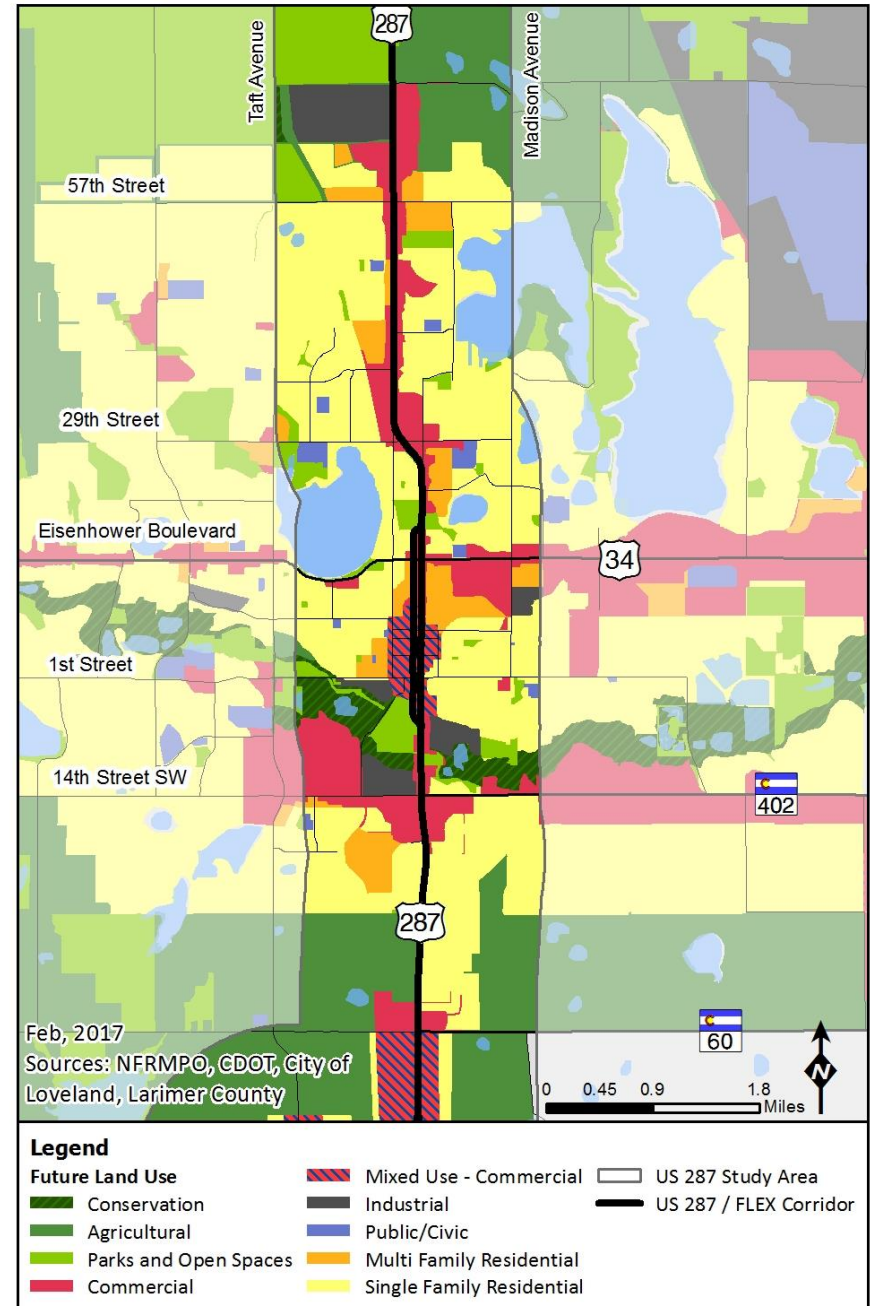 287
Taft Avenue
Madison Avenue
57th Street
29th Street
Eisenhower Boulevard
34
1st Street
14th Street SW
402
287
60
Feb, 2017
Sources: NFRMPO, CDOT, City of
Loveland, Larimer County
N
0 0.45 0.9 1.8
Miles
Legend
Future Land Use
Conservation
Agricultural
Parks and Open Spaces
Commercial
Mixed Use - Commercial
Industrial
Public/Civic
Multi Family Residential
Single Family Residential
US 287 Study Area
US 287 / FLEX Corridor